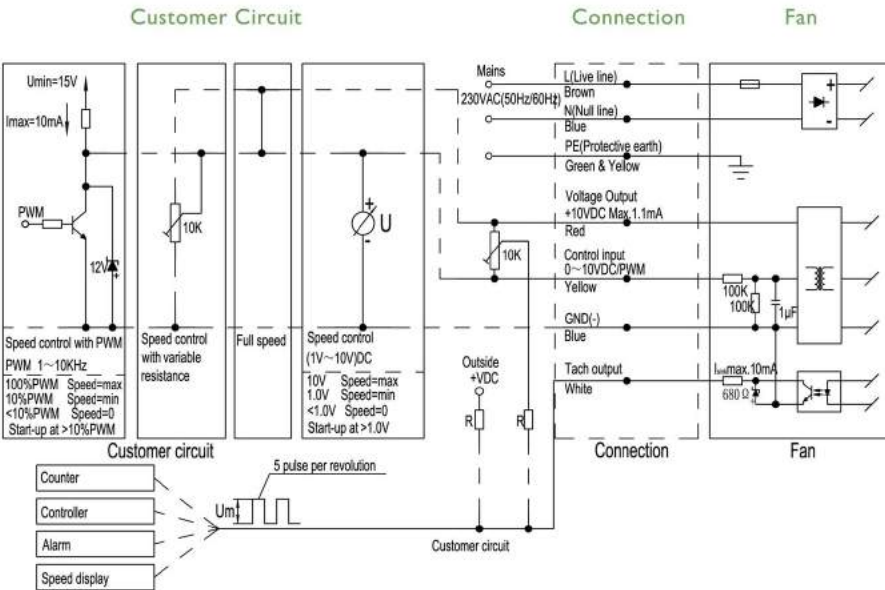 Customer Circuit
Connection
Fan
Umin=15V
Imax=10mA
PWM
12V
10K
U
+
-
Mains
230VAC(50Hz/60Hz)
L(Live line)
Brown
N(Null line)
Blue
PE(Protective earth)
Green & Yellow
Voltage Output
+10VDC Max.1.1mA
Red
10K
Control input
0～10VDC/PWM
Yellow
GND(-)
Blue
Tach output
White
+
-
100K
100K
1μF
max.10mA
680 Ω
Speed control with PWM
PWM 1～10KHz
100%PWM Speed=max
10%PWM Speed=min
<10%PWM Speed=0
Start-up at >10%PWM
Speed control
with variable
resistance
Full speed
Speed control
(1V～10V)DC
10V Speed=max
1.0V Speed=min
<1.0V Speed=0
Start-up at >1.0V
Outside
+VDC
R
R
Customer circuit
Connection
Fan
Counter
Controller
Alarm
Speed display
5 pulse per revolution
Um
Customer circuit